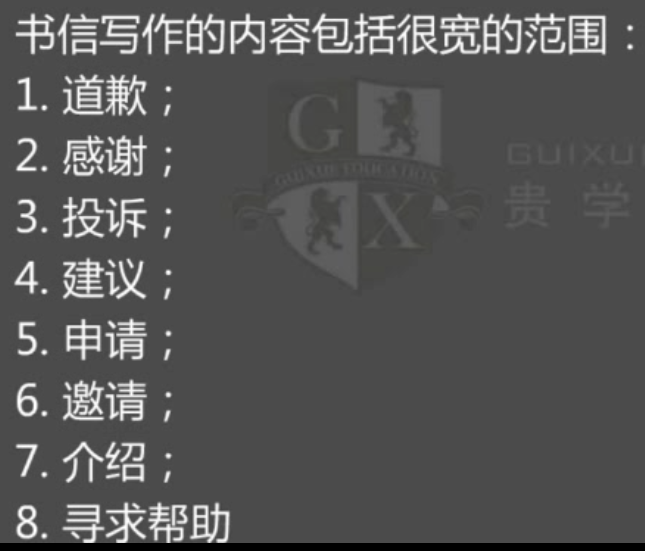 书信写作的内容包括很宽的范围：
1. 道歉；
2. 感谢；
3. 投诉；
4. 建议；
5. 申请；
6. 邀请；
7. 介绍；
8. 寻求帮助
G
GUIXUE EDUCATION
X
GUIXU
贵学